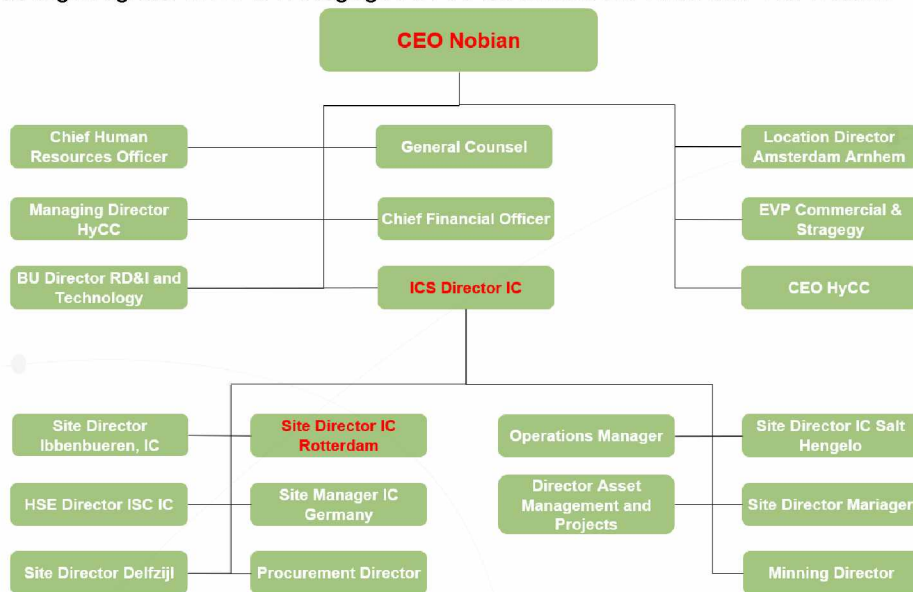 CEO Nobian
Chief Human
Resources Officer
General Counsel
Location Director
Amsterdam Arnhem
Managing Director
HyCC
Chief Financial Officer
EVP Commercial &
Stragegy
BU Director RD&I and
Technology
ICS Director IC
CEO HyCC
Site Director
Ibbenbueren, IC
Site Director IC
Rotterdam
Operations Manager
Site Director IC Salt
Hengelo
HSE Director ISC IC
Site Manager IC
Germany
Director Asset
Management and
Projects
Site Director Mariager
Site Director Delfzijl
Procurement Director
Minning Director